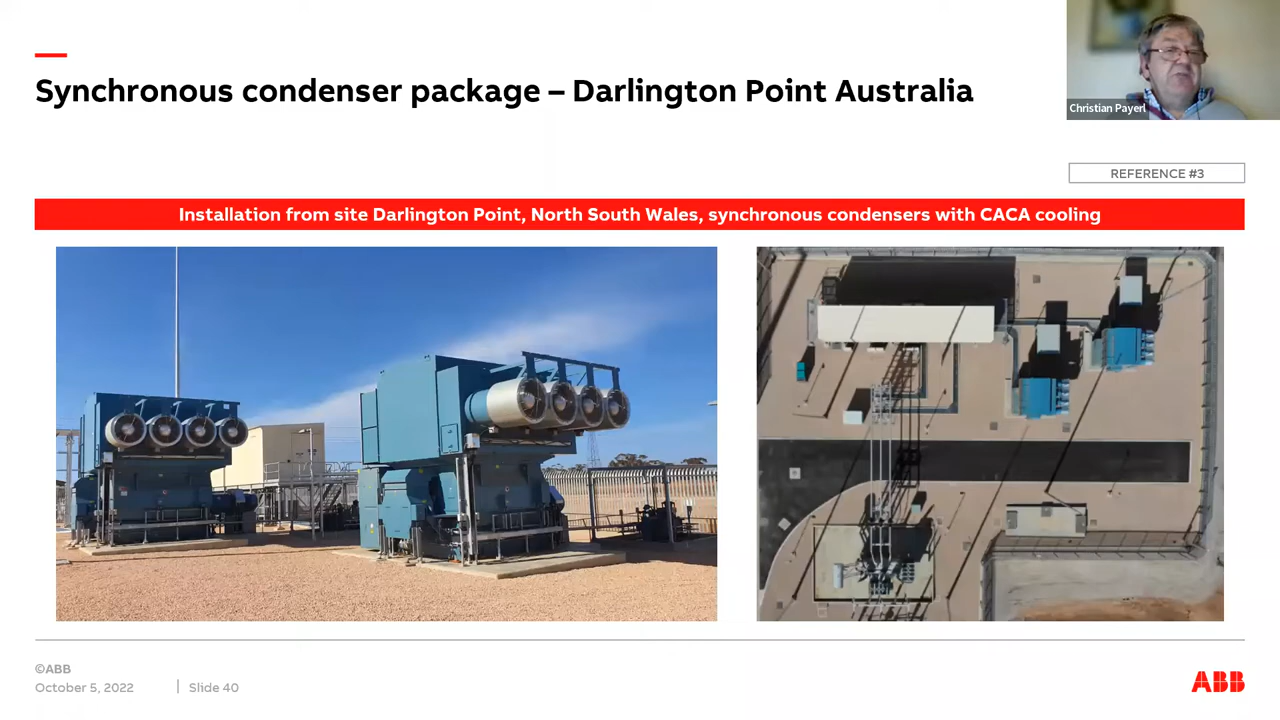 Synchronous condenser package – Darlington Point Australia
Christian Payerl
REFERENCE #3
Installation from site Darlington Point, North South Wales, synchronous condensers with CACA cooling
©ABB
October 5, 2022 | Slide 40
ABB